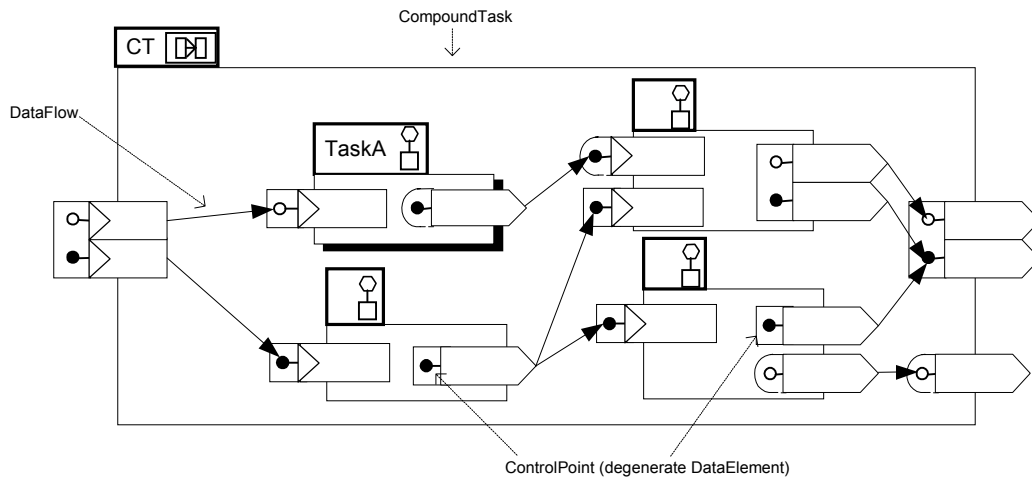 CompoundTask
CT
DataFlow
TaskA
ControlPoint (degenerate DataElement)